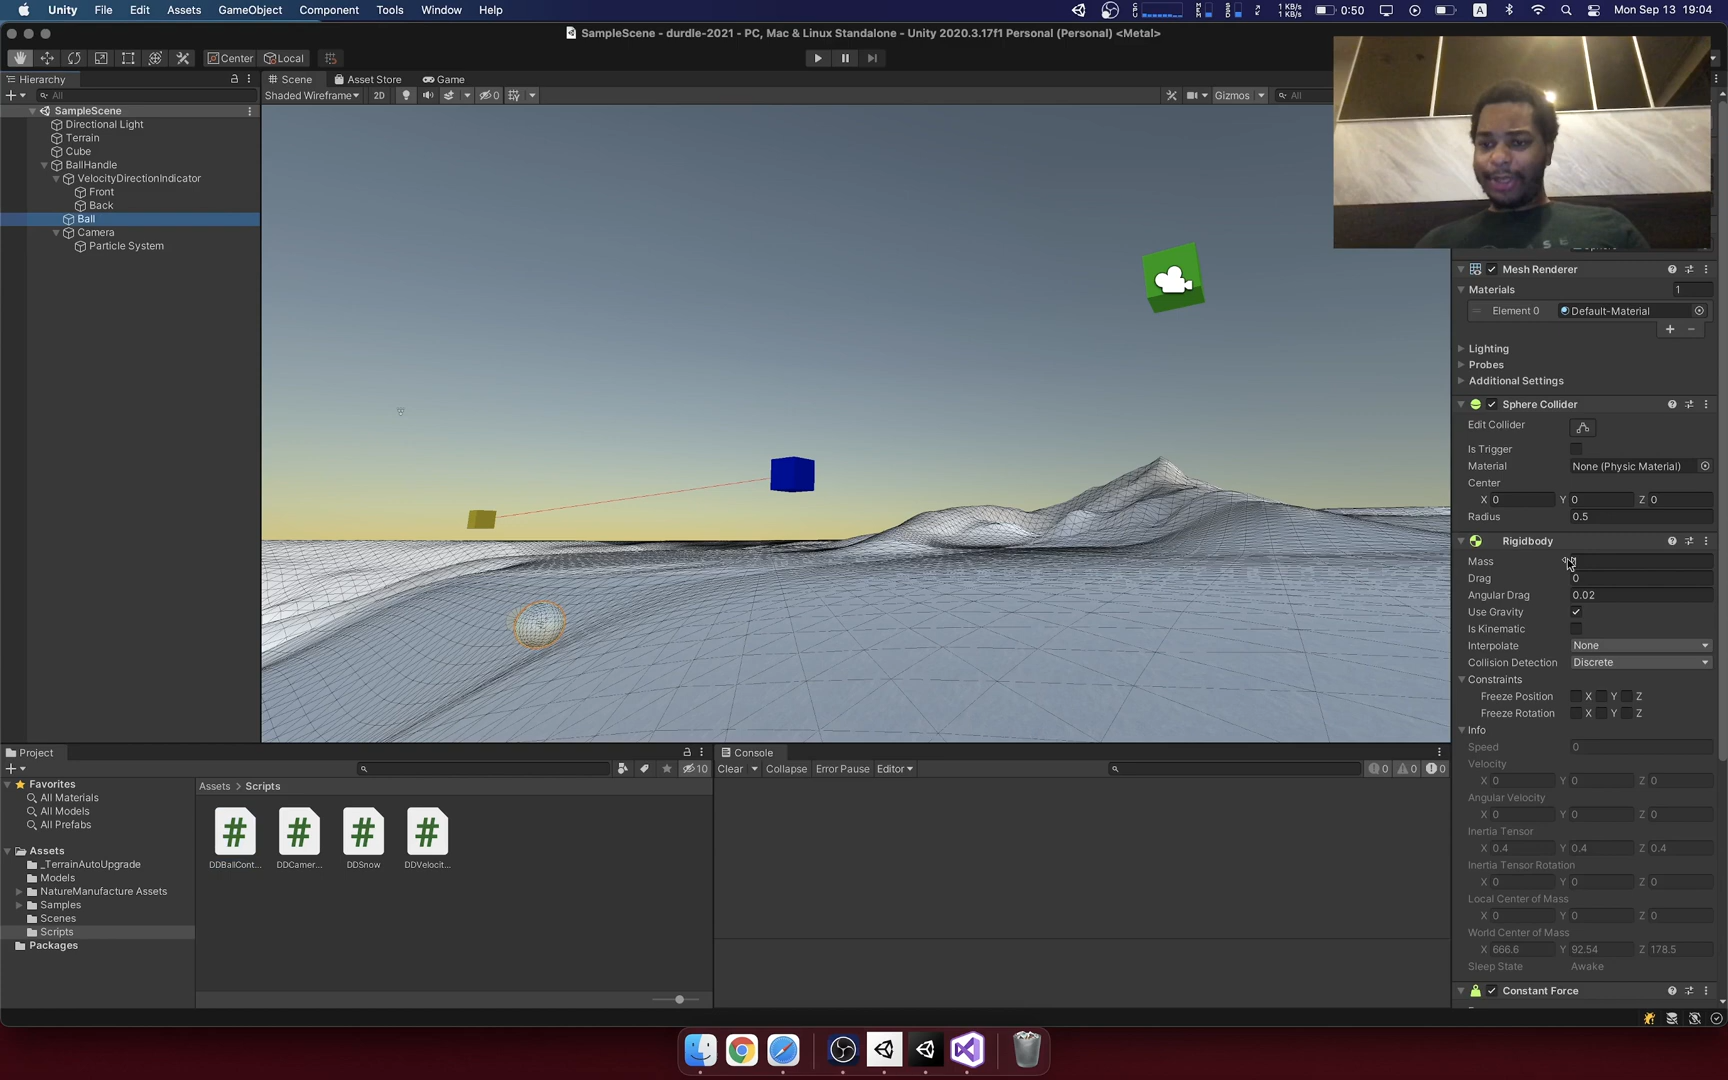 Unity File Edit Assets GameObject Component Tools Window Help
1 KB/s
1 KB/s
0:50
A
Mon Sep 13 19:04
SampleScene - durdle-2021 - PC, Mac & Linux Standalone - Unity 2020.3.17f1 Personal (Personal) <Metal>
Center Local
Hierarchy
All
SampleScene
Directional Light
Terrain
Cube
BallHandle
VelocityDirectionIndicator
Front
Back
Ball
Camera
Particle System
Scene Asset Store Game
Shaded Wireframe 2D 0 Gizmos All
Mesh Renderer
Materials 1
Element 0 Default-Material
Lighting
Probes
Additional Settings
Sphere Collider
Edit Collider
Is Trigger
Material None (Physic Material)
Center
X 0 Y 0 Z 0
Radius 0.5
Rigidbody
Mass
Drag 0
Angular Drag 0.02
Use Gravity
Is Kinematic
Interpolate None
Collision Detection Discrete
Constraints
Freeze Position X Y Z
Freeze Rotation X Y Z
Info
Speed 0
Velocity
X 0 Y 0 Z 0
Angular Velocity
X 0 Y 0 Z 0
Inertia Tensor
X 0.4 Y 0.4 Z 0.4
Inertia Tensor Rotation
X 0 Y 0 Z 0
Local Center of Mass
X 0 Y 0 Z 0
World Center of Mass
X 666.6 Y 92.54 Z 178.5
Sleep State Awake
Constant Force
Project
10
Favorites
All Materials
All Models
All Prefabs
Assets
_TerrainAutoUpgrade
Models
NatureManufacture Assets
Samples
Scenes
Scripts
Packages
Assets > Scripts
DDBallCont... DDCamer... DDSnow DDVelocit...
Console
Clear Collapse Error Pause Editor 0 0 0